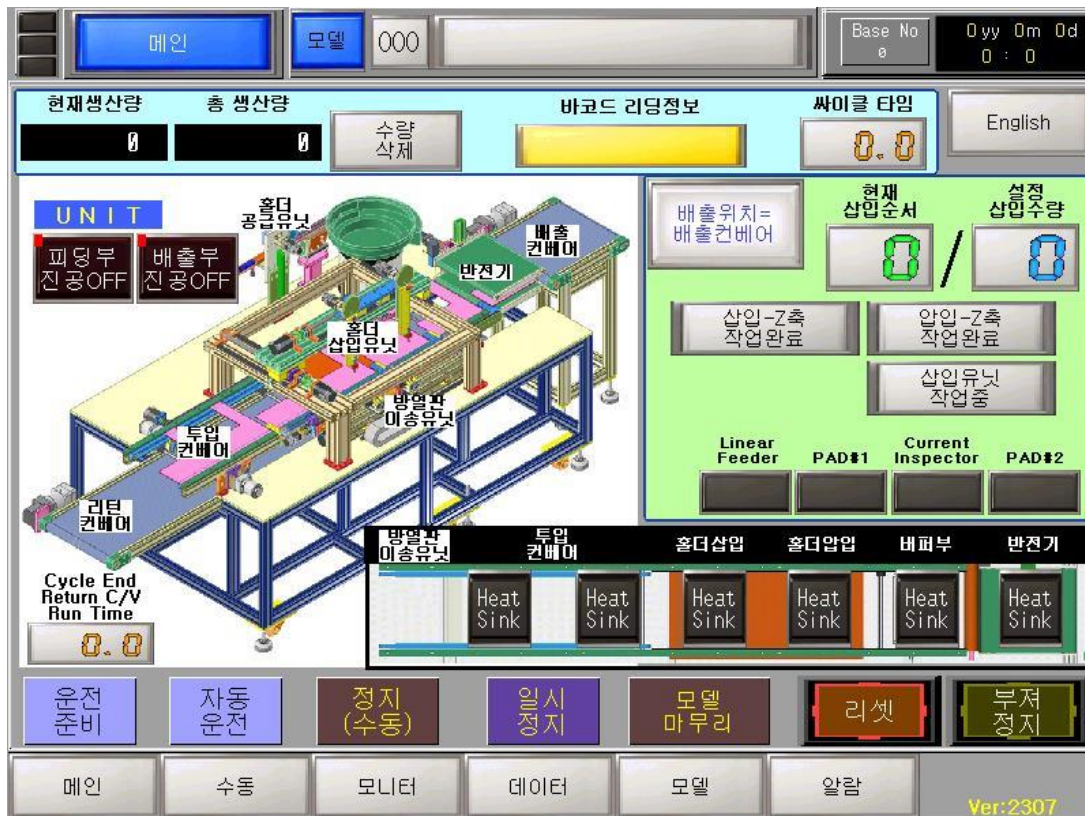 메인
모델
000
Base No
0
0 yy 0m 0d
0 : 0
현재생산량
0
총 생산량
0
수량
삭제
바코드 리딩정보
싸이클 타임
0.0
English
UNIT
피딩부
진공OFF
배출부
진공OFF
홀더
공급유닛
배출
컨베어
반전기
홀더
삽입유닛
방열판
이송유닛
투입
컨베어
리턴
컨베어
Cycle End
Return C/V
Run Time
0.0
배출위치=
배출컨베어
현재
삽입순서
0
/
설정
삽입수량
0
삽입-Z축
작업완료
압입-Z축
작업완료
삽입유닛
작업중
Linear
Feeder
PAD#1
Current
Inspector
PAD#2
방열판
이송유닛
투입
컨베어
홀더삽입
홀더압입
버퍼부
반전기
Heat
Sink
Heat
Sink
Heat
Sink
Heat
Sink
Heat
Sink
Heat
Sink
운전
준비
자동
운전
정지
(수동)
일시
정지
모델
마무리
리셋
부져
정지
메인
수동
모니터
데이터
모델
알람
Ver:2307